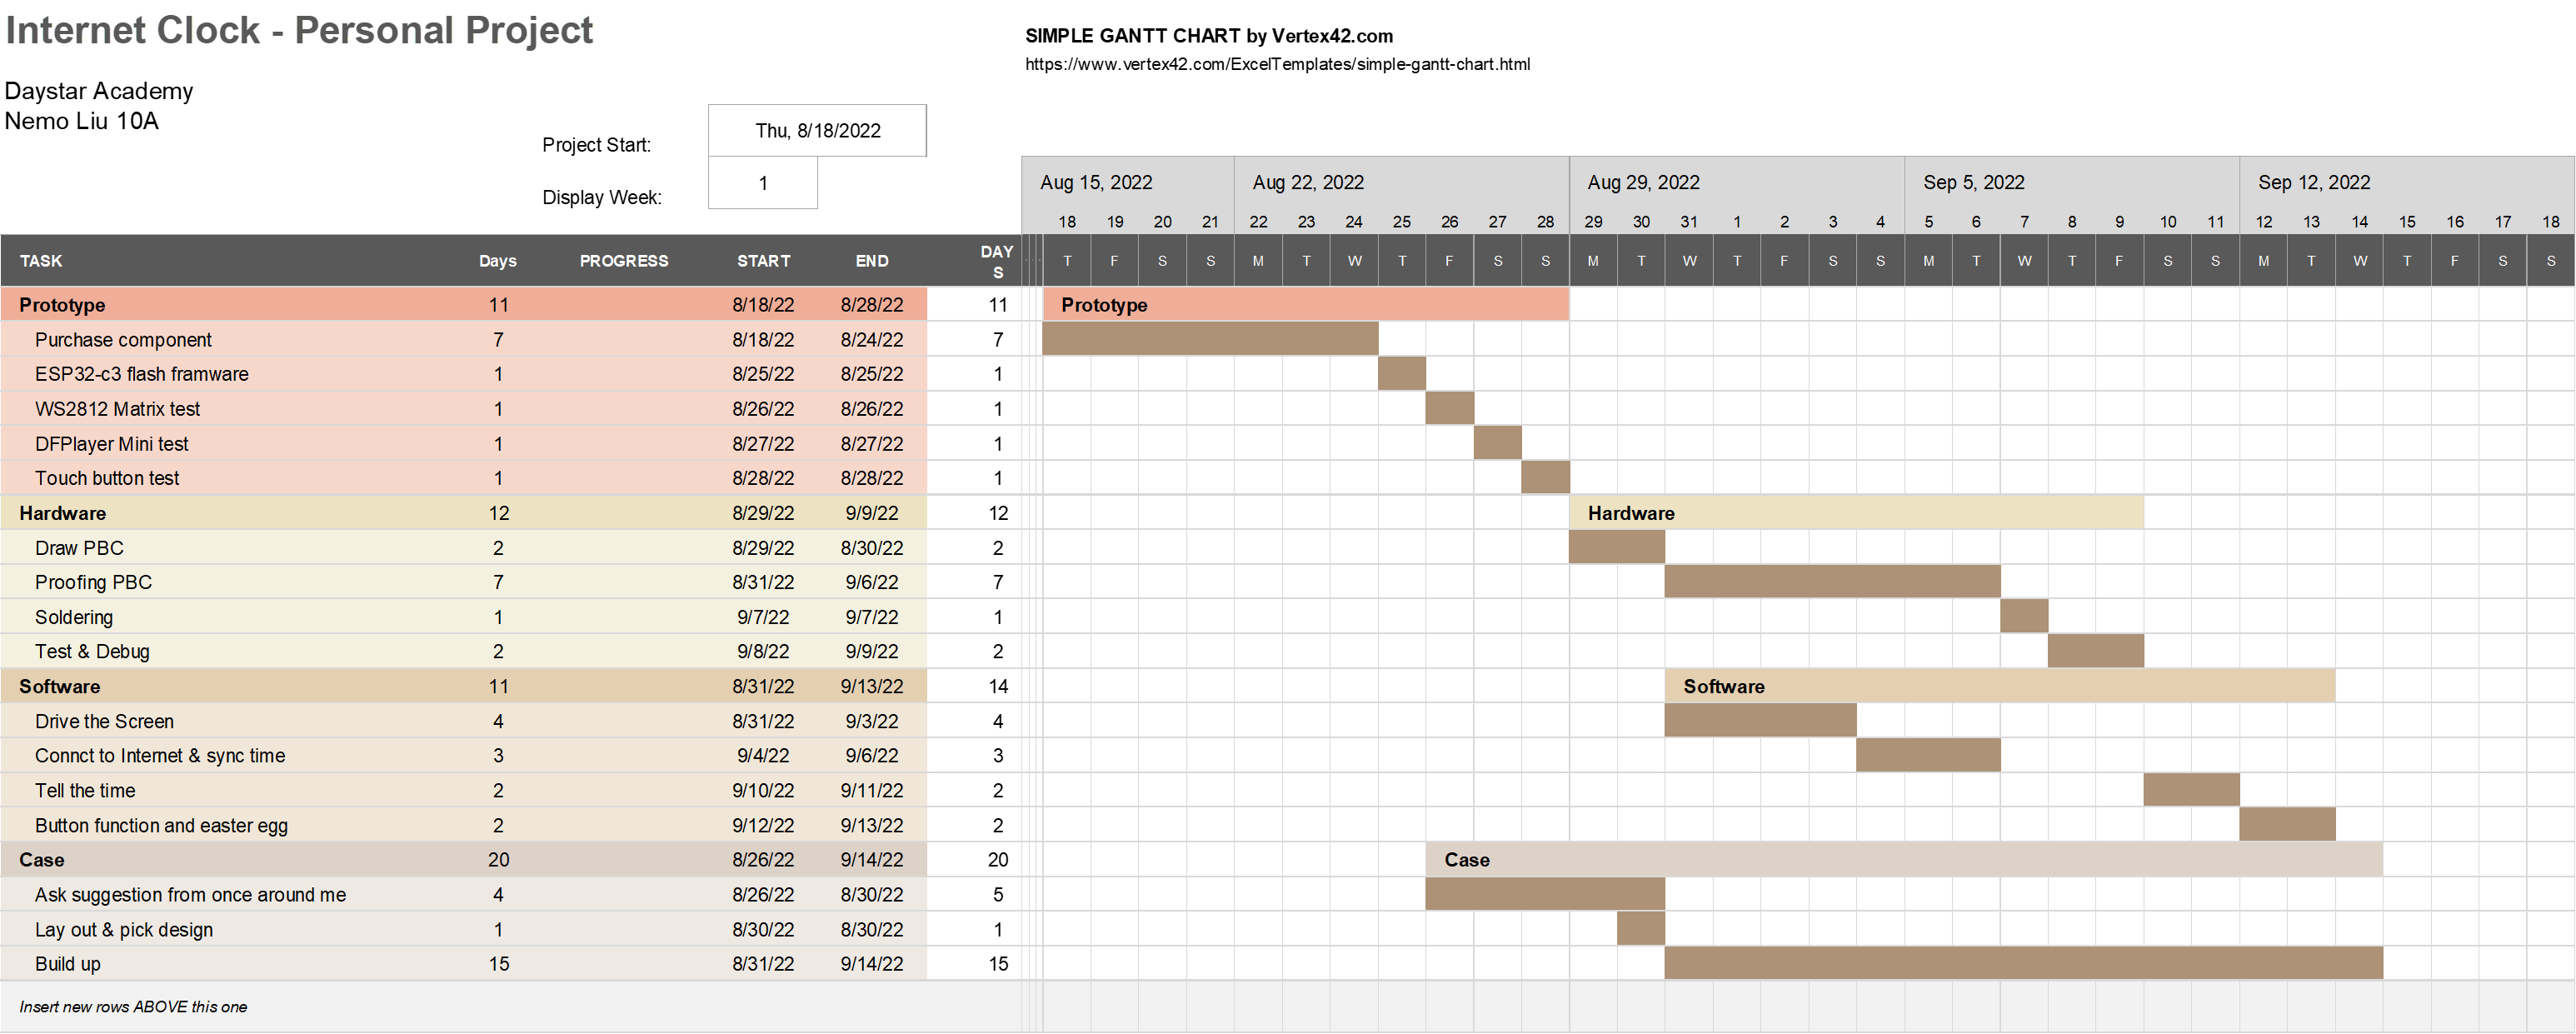 Internet Clock - Personal Project
SIMPLE GANTT CHART by Vertex42.com
https://www.vertex42.com/ExcelTemplates/simple-gantt-chart.html
Daystar Academy
Nemo Liu 10A
Project Start: Thu, 8/18/2022
Display Week: 1
Aug 15, 2022 Aug 22, 2022 Aug 29, 2022 Sep 5, 2022 Sep 12, 2022
18 19 20 21 22 23 24 25 26 27 28 29 30 31 1 2 3 4 5 6 7 8 9 10 11 12 13 14 15 16 17 18
TASK Days PROGRESS START END DAYS T F S S M T W T F S S M T W T F S S M T W T F S S M T W T F S S
Prototype 11 8/18/22 8/28/22 11 Prototype
Purchase component 7 8/18/22 8/24/22 7
ESP32-c3 flash framware 1 8/25/22 8/25/22 1
WS2812 Matrix test 1 8/26/22 8/26/22 1
DFPlayer Mini test 1 8/27/22 8/27/22 1
Touch button test 1 8/28/22 8/28/22 1
Hardware 12 8/29/22 9/9/22 12 Hardware
Draw PBC 2 8/29/22 8/30/22 2
Proofing PBC 7 8/31/22 9/6/22 7
Soldering 1 9/7/22 9/7/22 1
Test & Debug 2 9/8/22 9/9/22 2
Software 11 8/31/22 9/13/22 14 Software
Drive the Screen 4 8/31/22 9/3/22 4
Connct to Internet & sync time 3 9/4/22 9/6/22 3
Tell the time 2 9/10/22 9/11/22 2
Button function and easter egg 2 9/12/22 9/13/22 2
Case 20 8/26/22 9/14/22 20 Case
Ask suggestion from once around me 4 8/26/22 8/30/22 5
Lay out & pick design 1 8/30/22 8/30/22 1
Build up 15 8/31/22 9/14/22 15
Insert new rows ABOVE this one